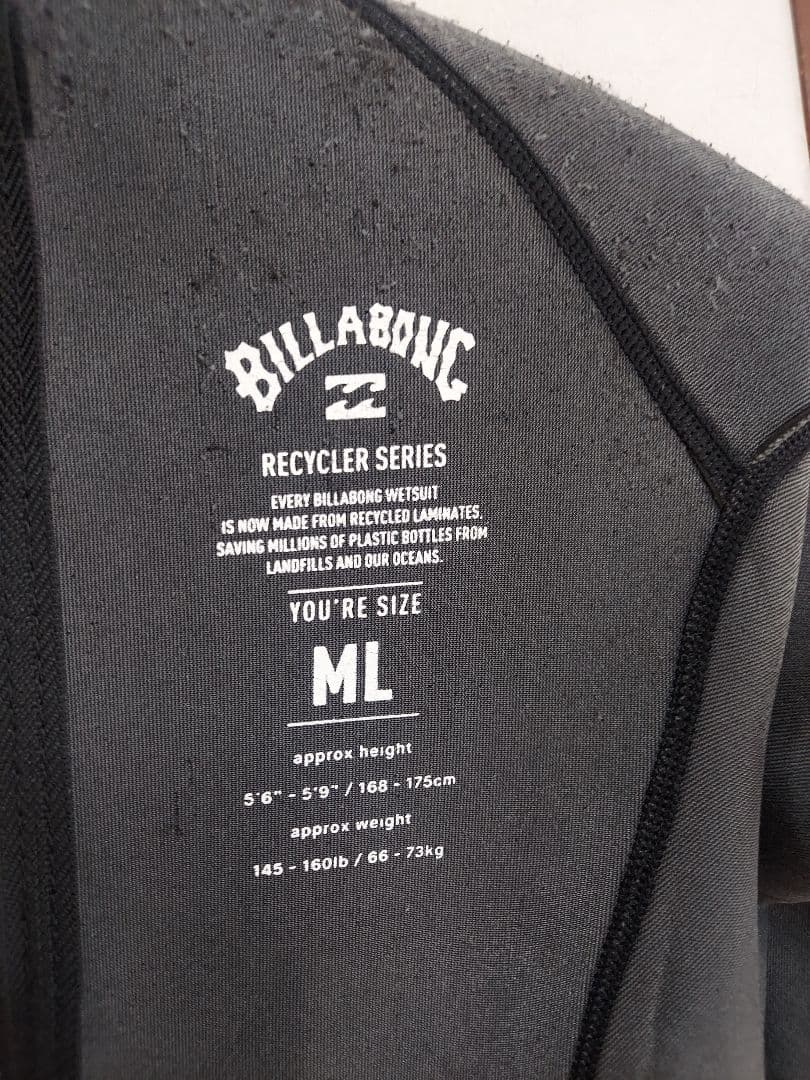 BILLABONG
RECYCLER SERIES
EVERY BILLABONG WETSUIT
IS NOW MADE FROM RECYCLED LAMINATES,
SAVING MILLIONS OF PLASTIC BOTTLES FROM
LANDFILLS AND OUR OCEANS.
YOU'RE SIZE
ML
approx height
5'6" - 5'9" / 168 - 175cm
approx weight
145 - 160lb / 66 - 73kg